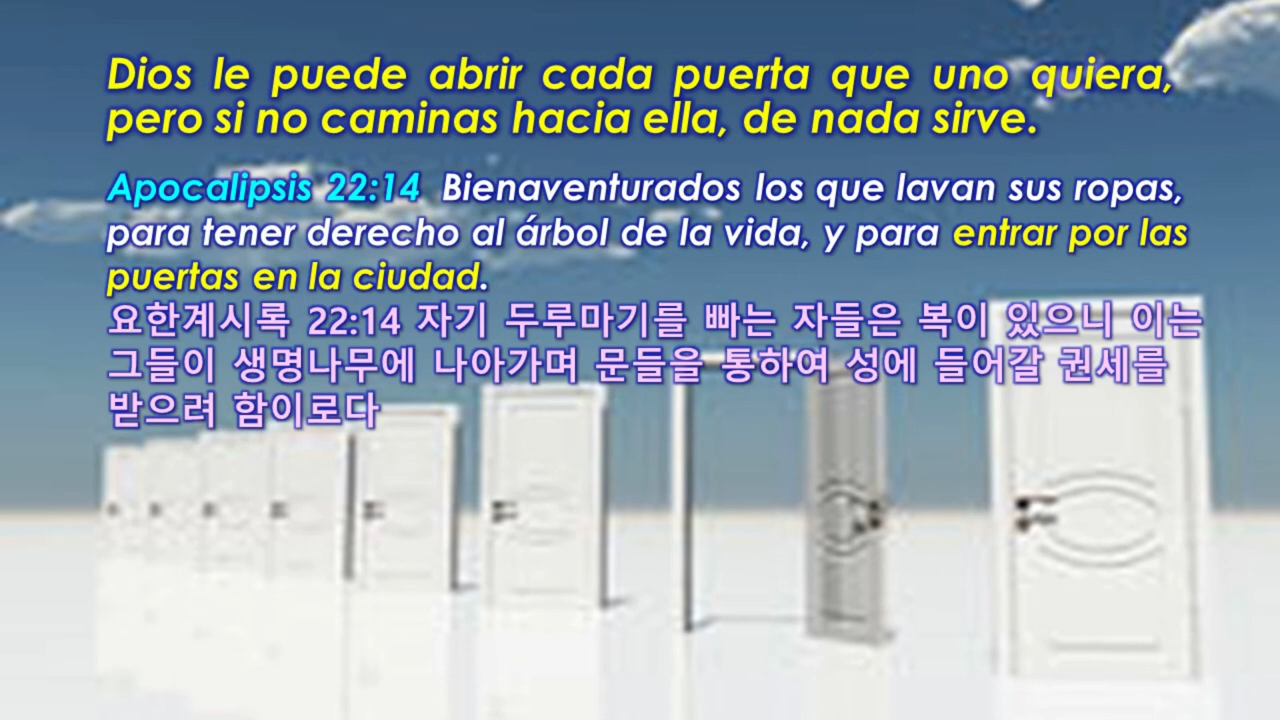 Dios le puede abrir cada puerta que uno quiera,
pero si no caminas hacia ella, de nada sirve.
Apocalipsis 22:14 Bienaventurados los que lavan sus ropas,
para tener derecho al árbol de la vida, y para entrar por las
puertas en la ciudad.
요한계시록 22:14 자기 두루마기를 빠는 자들은 복이 있으니 이는
그들이 생명나무에 나아가며 문들을 통하여 성에 들어갈 권세를
받으려 함이로다